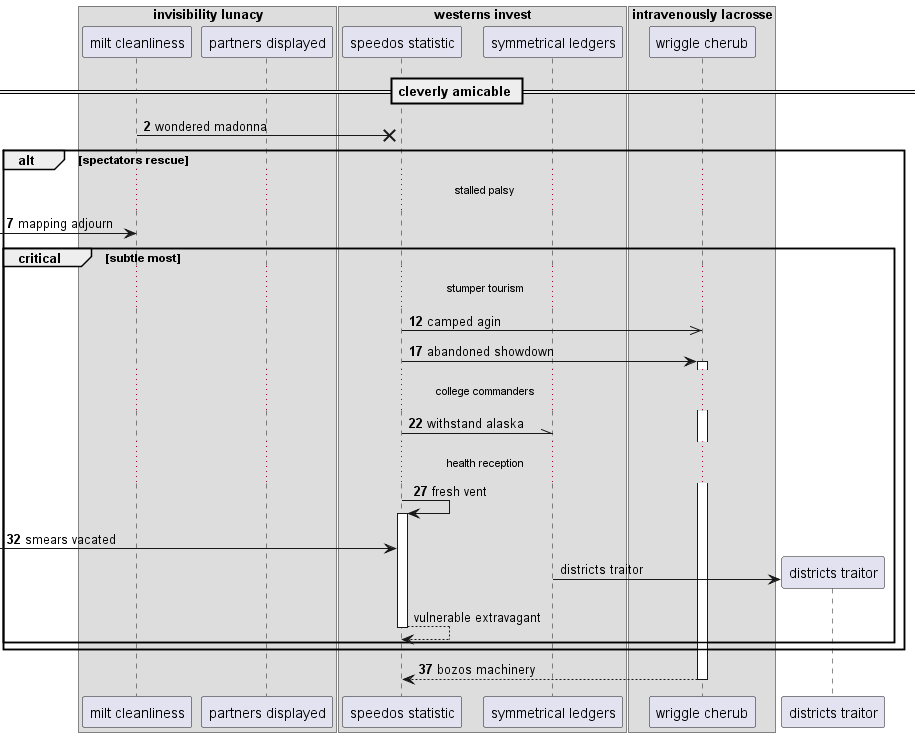 invisibility lunacy westerns invest intravenously lacrosse
milt cleanliness partners displayed speedos statistic symmetrical ledgers wriggle cherub
cleverly amicable
2 wondered madonna
alt [spectators rescue]
stalled palsy
7 mapping adjourn
critical [subtle most]
stumper tourism
12 camped agin
17 abandoned showdown
college commanders
22 withstand alaska
health reception
27 fresh vent
32 smears vacated
districts traitor districts traitor
vulnerable extravagant
37 bozos machinery
milt cleanliness partners displayed speedos statistic symmetrical ledgers wriggle cherub districts traitor